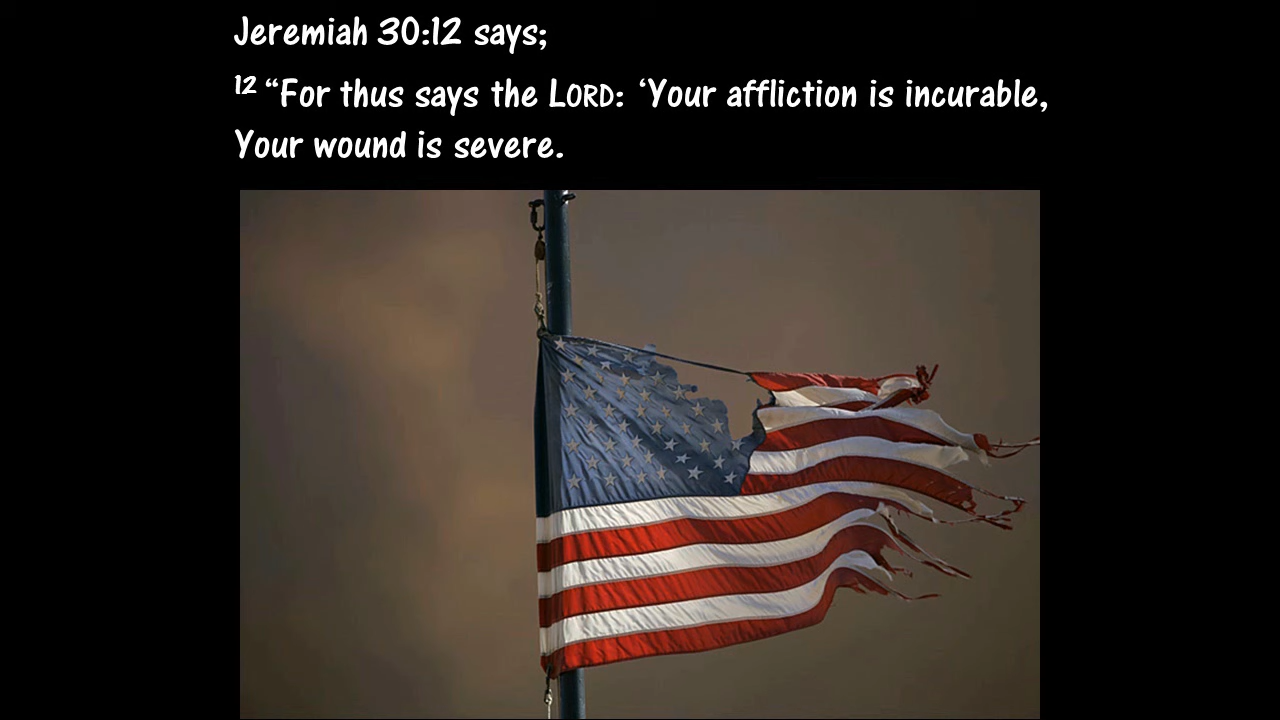 Jeremiah 30:12 says;
12 “For thus says the LORD: ‘Your affliction is incurable,
Your wound is severe.